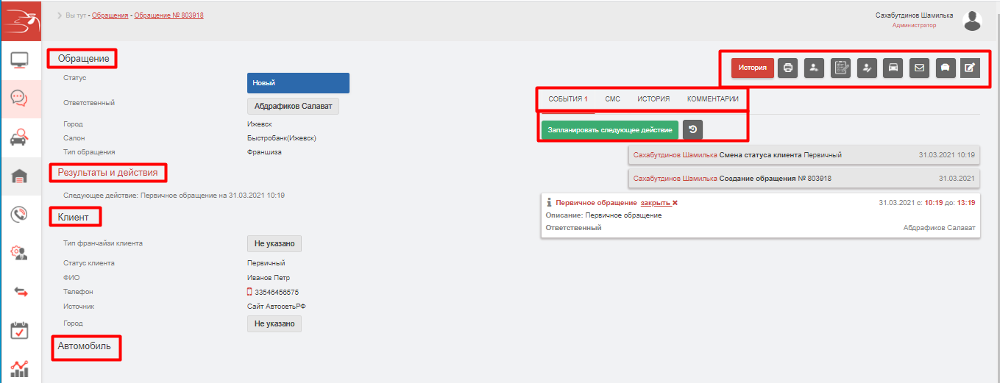 Вы тут - Обращения - Обращение № 803918
Сахабутдинов Шамилька
Администратор
Обращение
Статус
Новый
Ответственный
Абдрафиков Салават
Город
Ижевск
Салон
Быстробанк(Ижевск)
Тип обращения
Франшиза
Результаты и действия
Следующее действие: Первичное обращение на 31.03.2021 10:19
Клиент
Тип франчайзи клиента
Не указано
Статус клиента
Первичный
ФИО
Иванов Петр
Телефон
33546456575
Источник
Сайт АвтосетьРФ
Город
Не указано
Автомобиль
История
СОБЫТИЯ 1 СМС ИСТОРИЯ КОММЕНТАРИИ
Запланировать следующее действие
Сахабутдинов Шамилька Смена статуса клиента Первичный 31.03.2021 10:19
Сахабутдинов Шамилька Создание обращения № 803918 31.03.2021
Первичное обращение закрыть 31.03.2021 с: 10:19 до: 13:19
Описание: Первичное обращение
Ответственный Абдрафиков Салават